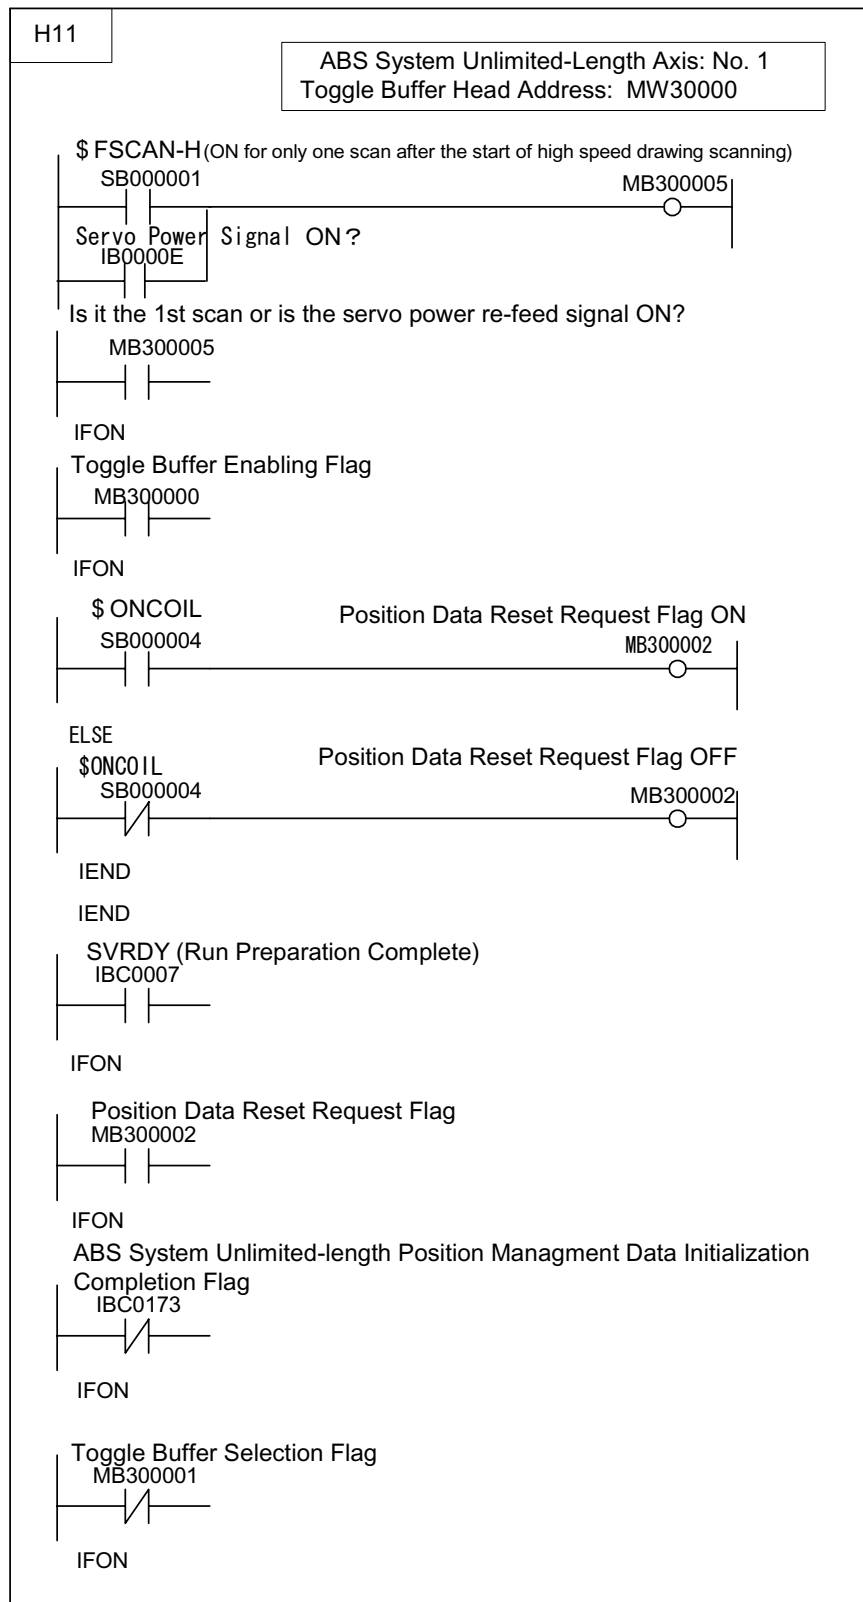 H11
ABS System Unlimited-Length Axis: No. 1
Toggle Buffer Head Address: MW30000
$ FSCAN-H (ON for only one scan after the start of high speed drawing scanning)
SB000001 MB300005
Servo Power Signal ON?
IB0000E
Is it the 1st scan or is the servo power re-feed signal ON?
MB300005
IFON
Toggle Buffer Enabling Flag
MB300000
IFON
$ ONCOIL Position Data Reset Request Flag ON
SB000004 MB300002
ELSE
$ONCOIL Position Data Reset Request Flag OFF
SB000004 MB300002
IEND
IEND
SVRDY (Run Preparation Complete)
IBC0007
IFON
Position Data Reset Request Flag
MB300002
IFON
ABS System Unlimited-length Position Managment Data Initialization
Completion Flag
IBC0173
IFON
Toggle Buffer Selection Flag
MB300001
IFON